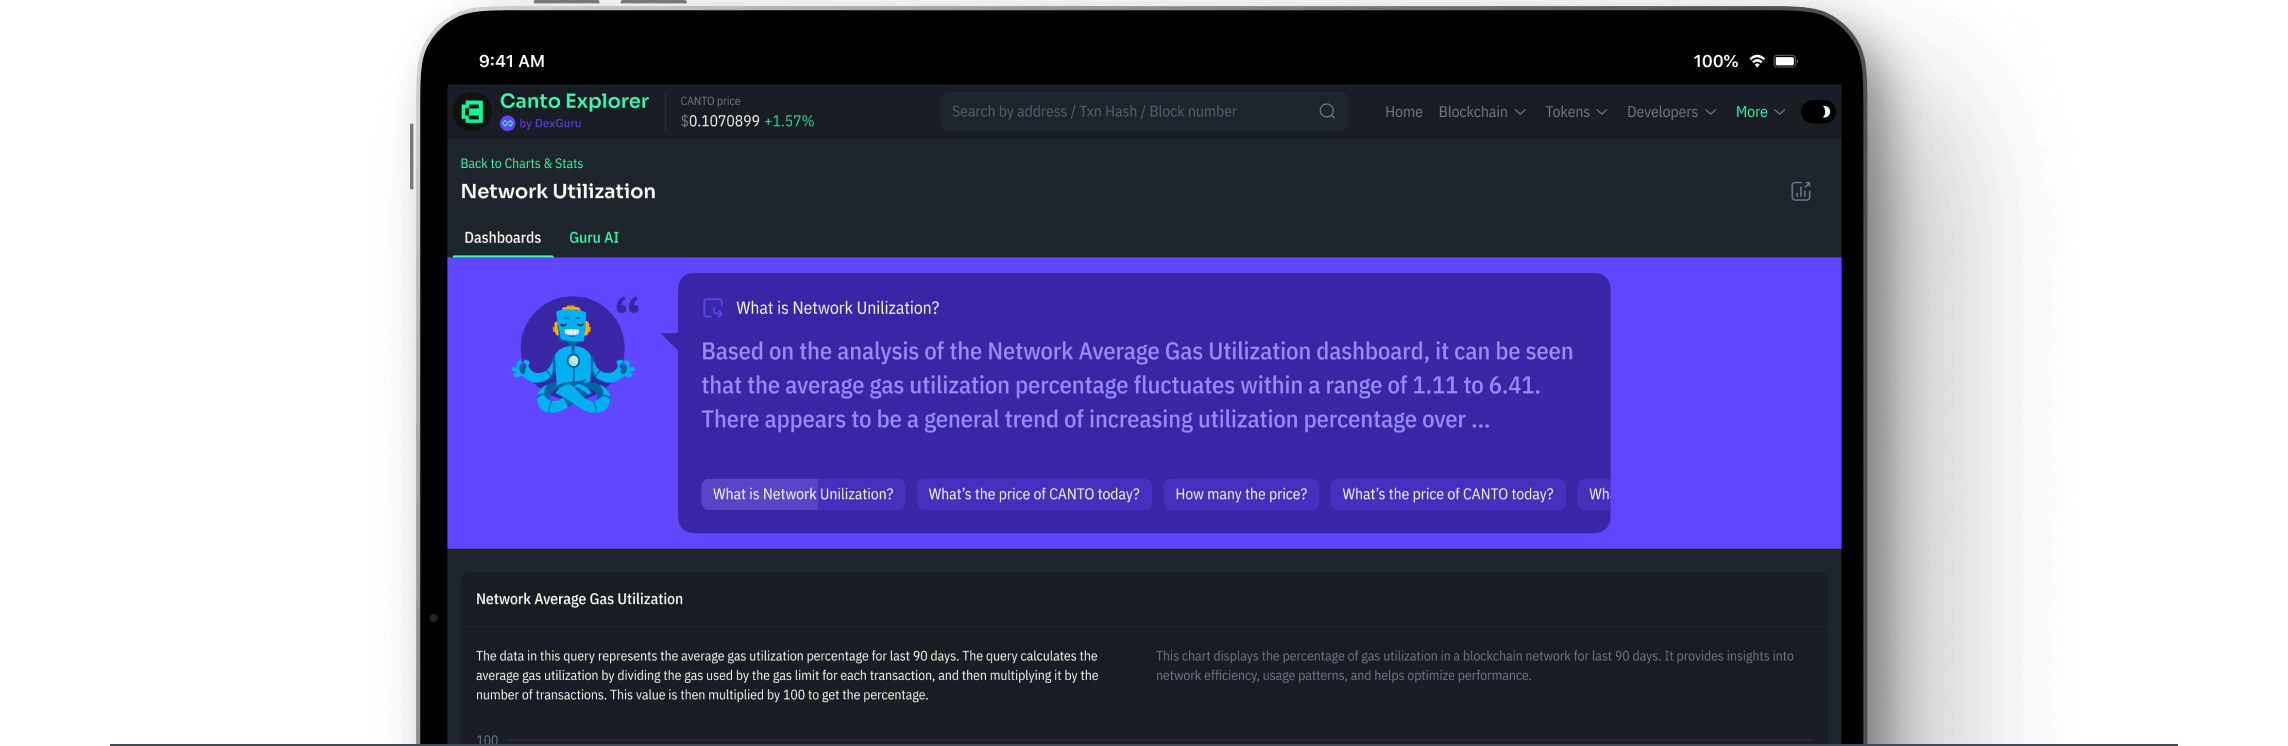 9:41 AM
100%
Canto Explorer
by DexGuru
CANTO price
$0.1070899 +1.57%
Search by address / Txn Hash / Block number
Home Blockchain Tokens Developers More
Back to Charts & Stats
Network Utilization
Dashboards Guru AI
“
What is Network Unilization?
Based on the analysis of the Network Average Gas Utilization dashboard, it can be seen
that the average gas utilization percentage fluctuates within a range of 1.11 to 6.41.
There appears to be a general trend of increasing utilization percentage over ...
What is Network Unilization? What’s the price of CANTO today? How many the price? What’s the price of CANTO today? Wh
Network Average Gas Utilization
The data in this query represents the average gas utilization percentage for last 90 days. The query calculates the
average gas utilization by dividing the gas used by the gas limit for each transaction, and then multiplying it by the
number of transactions. This value is then multiplied by 100 to get the percentage.
This chart displays the percentage of gas utilization in a blockchain network for last 90 days. It provides insights into
network efficiency, usage patterns, and helps optimize performance.
100